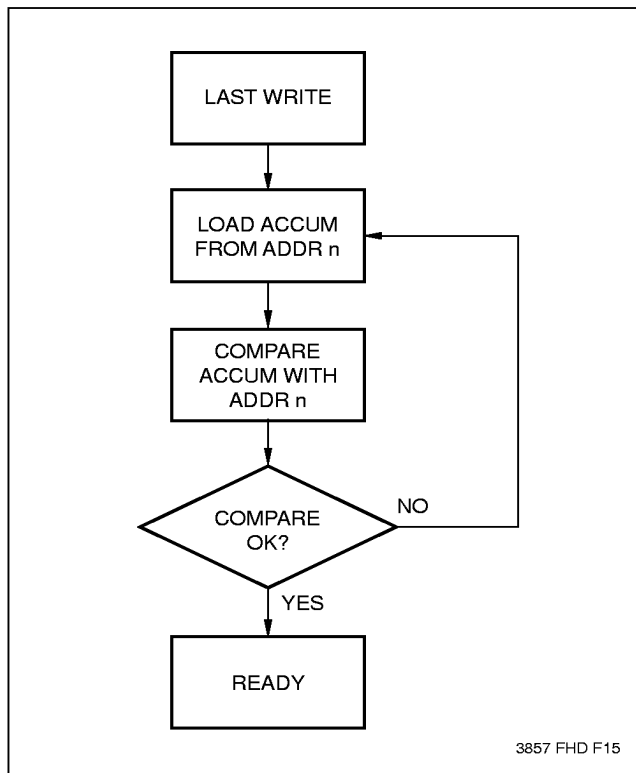 LAST WRITE
LOAD ACCUM
FROM ADDR n
COMPARE
ACCUM WITH
ADDR n
COMPARE
OK?
NO
YES
READY
3857 FHD F15